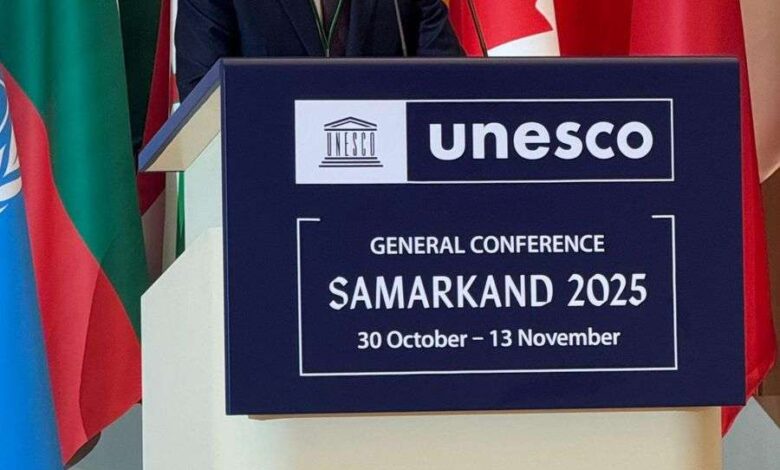 UNESCO
unesco
GENERAL CONFERENCE
SAMARKAND 2025
30 October – 13 November